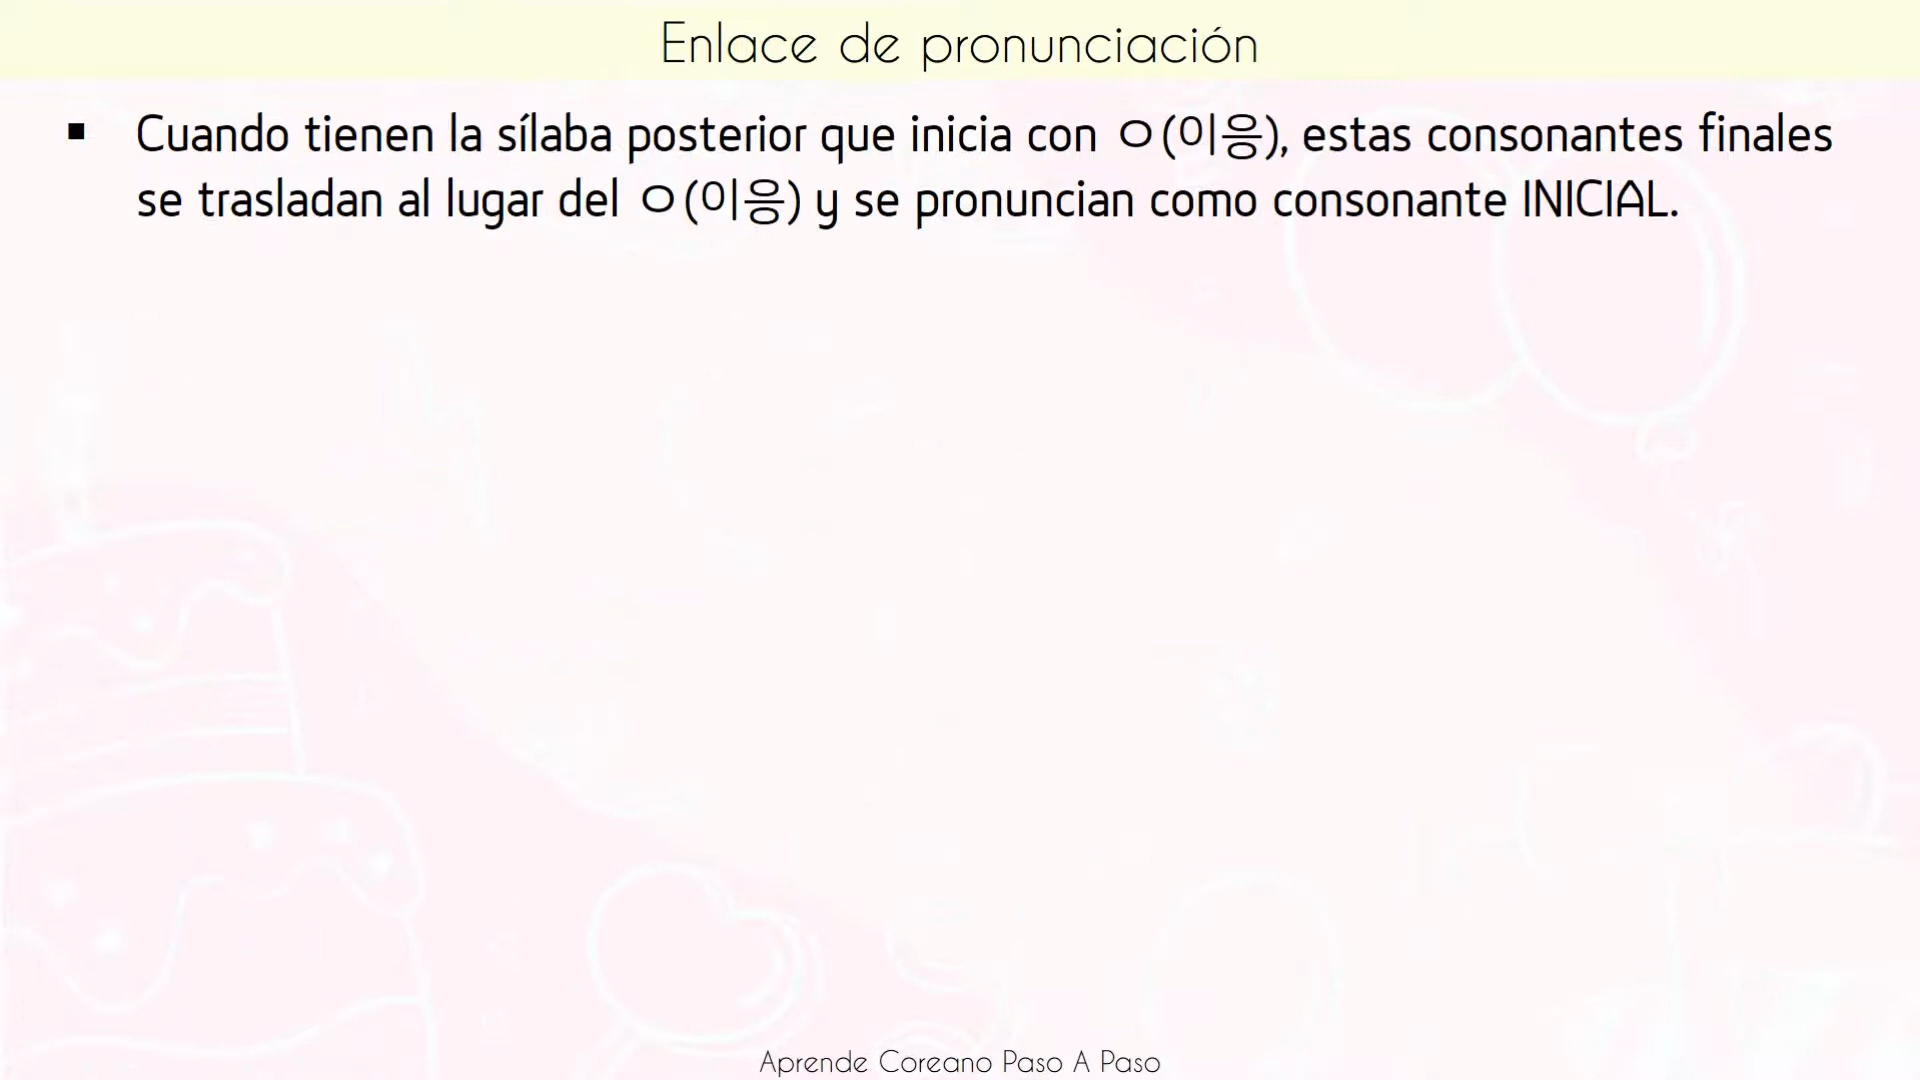 Enlace de pronunciación
▪ Cuando tienen la sílaba posterior que inicia con ㅇ(이응), estas consonantes finales
se trasladan al lugar del ㅇ(이응) y se pronuncian como consonante INICIAL.
Aprende Coreano Paso A Paso